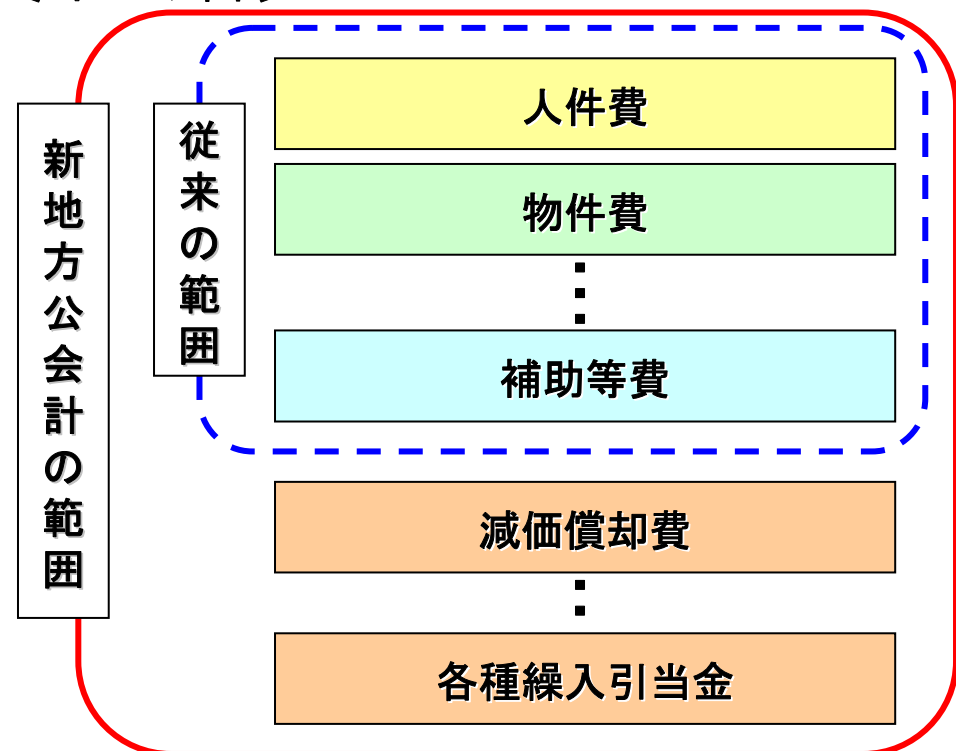 新地方公会計の範囲
従来の範囲
人件費
物件費
補助等費
減価償却費
各種繰入引当金